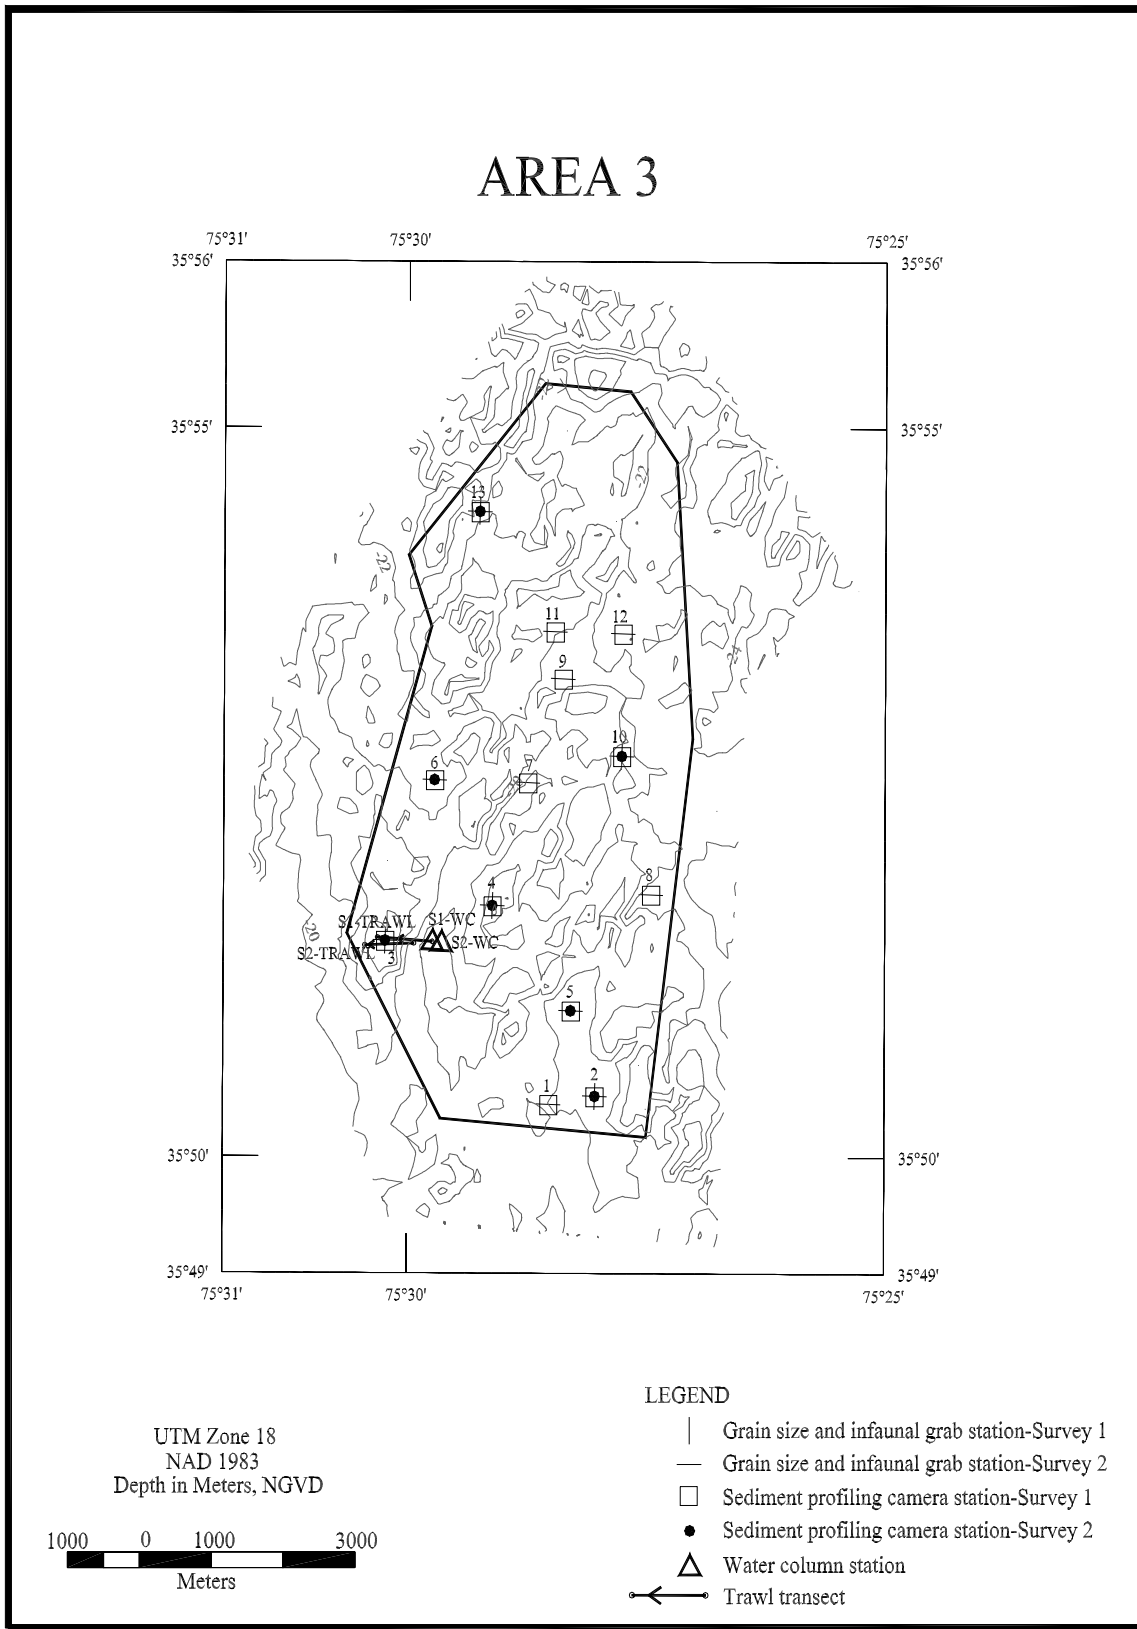 AREA 3
75°31'
75°30'
75°25'
35°56'
35°56'
35°55'
35°55'
-22
13
-22
11
12
9
-24
10
6
7
8
4
S1-TRAWL
S1-WC
-20
S2-TRAWL
3
S2-WC
5
1
2
35°50'
35°50'
35°49'
35°49'
75°31'
75°30'
75°25'
LEGEND
Grain size and infaunal grab station-Survey 1
Grain size and infaunal grab station-Survey 2
Sediment profiling camera station-Survey 1
Sediment profiling camera station-Survey 2
Water column station
Trawl transect
UTM Zone 18
NAD 1983
Depth in Meters, NGVD
1000 0 1000 3000
Meters